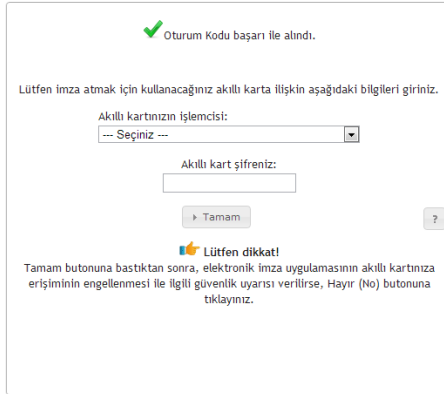 Oturum Kodu başarı ile alındı.
Lütfen imza atmak için kullanacağınız akıllı karta ilişkin aşağıdaki bilgileri giriniz.
Akıllı kartınızın işlemcisi:
--- Seçiniz ---
Akıllı kart şifreniz:
Tamam
?
Lütfen dikkat!
Tamam butonuna bastıktan sonra, elektronik imza uygulamasının akıllı kartınıza
erişiminin engellenmesi ile ilgili güvenlik uyarısı verilirse, Hayır (No) butonuna
tıklayınız.